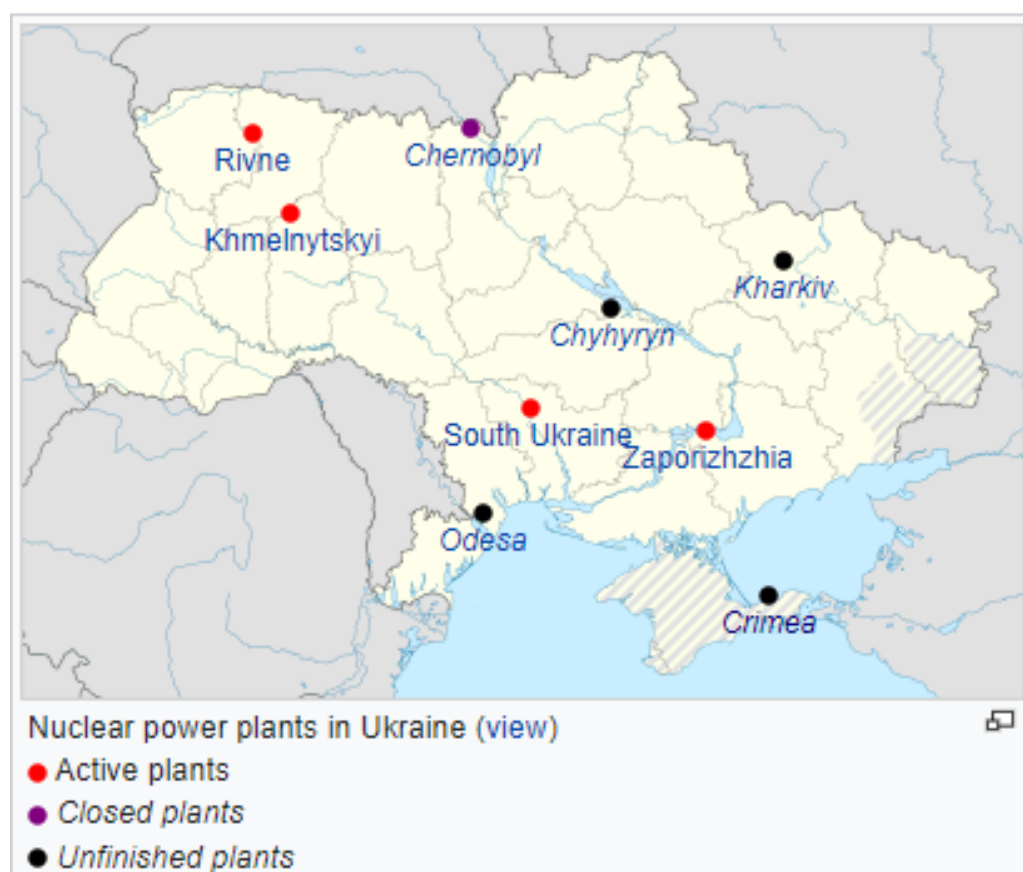 Rivne
Chernobyl
Khmelnytskyi
Kharkiv
Chyhyryn
South Ukraine
Zaporizhzhia
Odesa
Crimea
Nuclear power plants in Ukraine (view)
Active plants
Closed plants
Unfinished plants